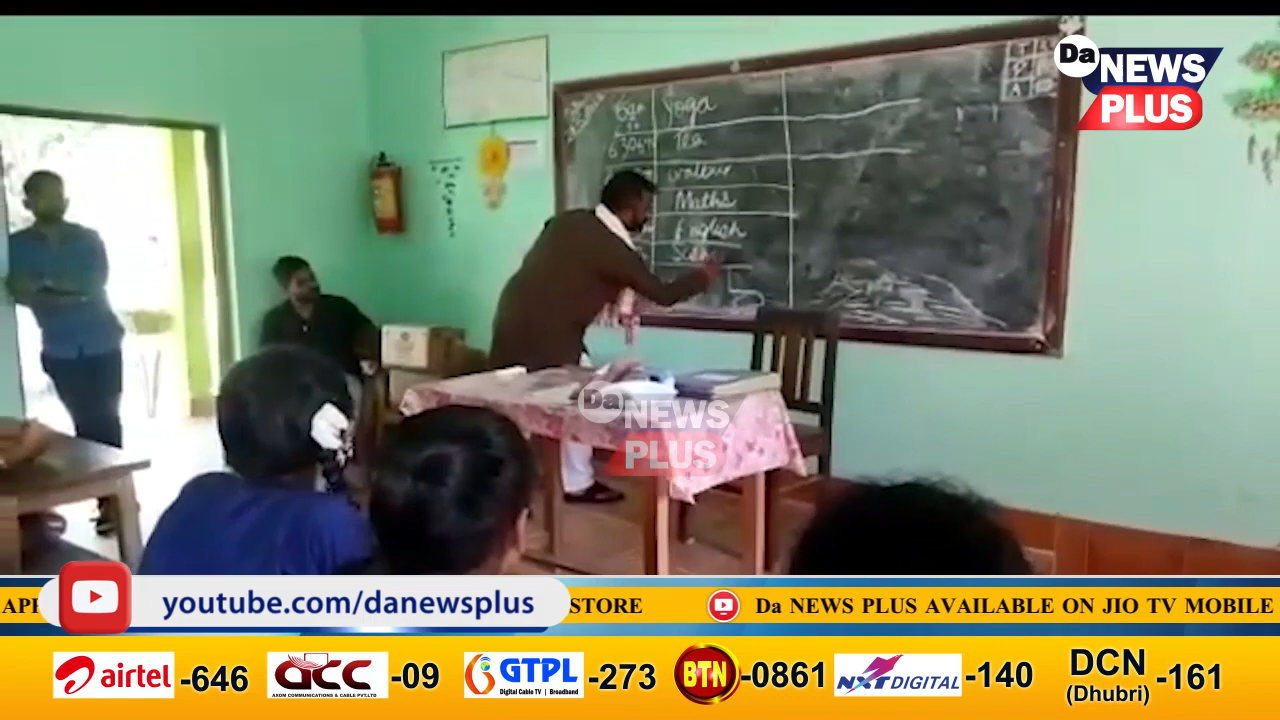 Da NEWS PLUS
Yoga
Tea
Maths
English
Da NEWS PLUS
youtube.com/danewsplus
STORE
Da NEWS PLUS AVAILABLE ON JIO TV MOBILE
airtel -646
ACC -09
AXON COMMUNICATIONS & CABLE PVT.LTD
GTPL -273
Digital Cable TV | Broadband
BTN -0861
NXT DIGITAL -140
DCN (Dhubri) -161